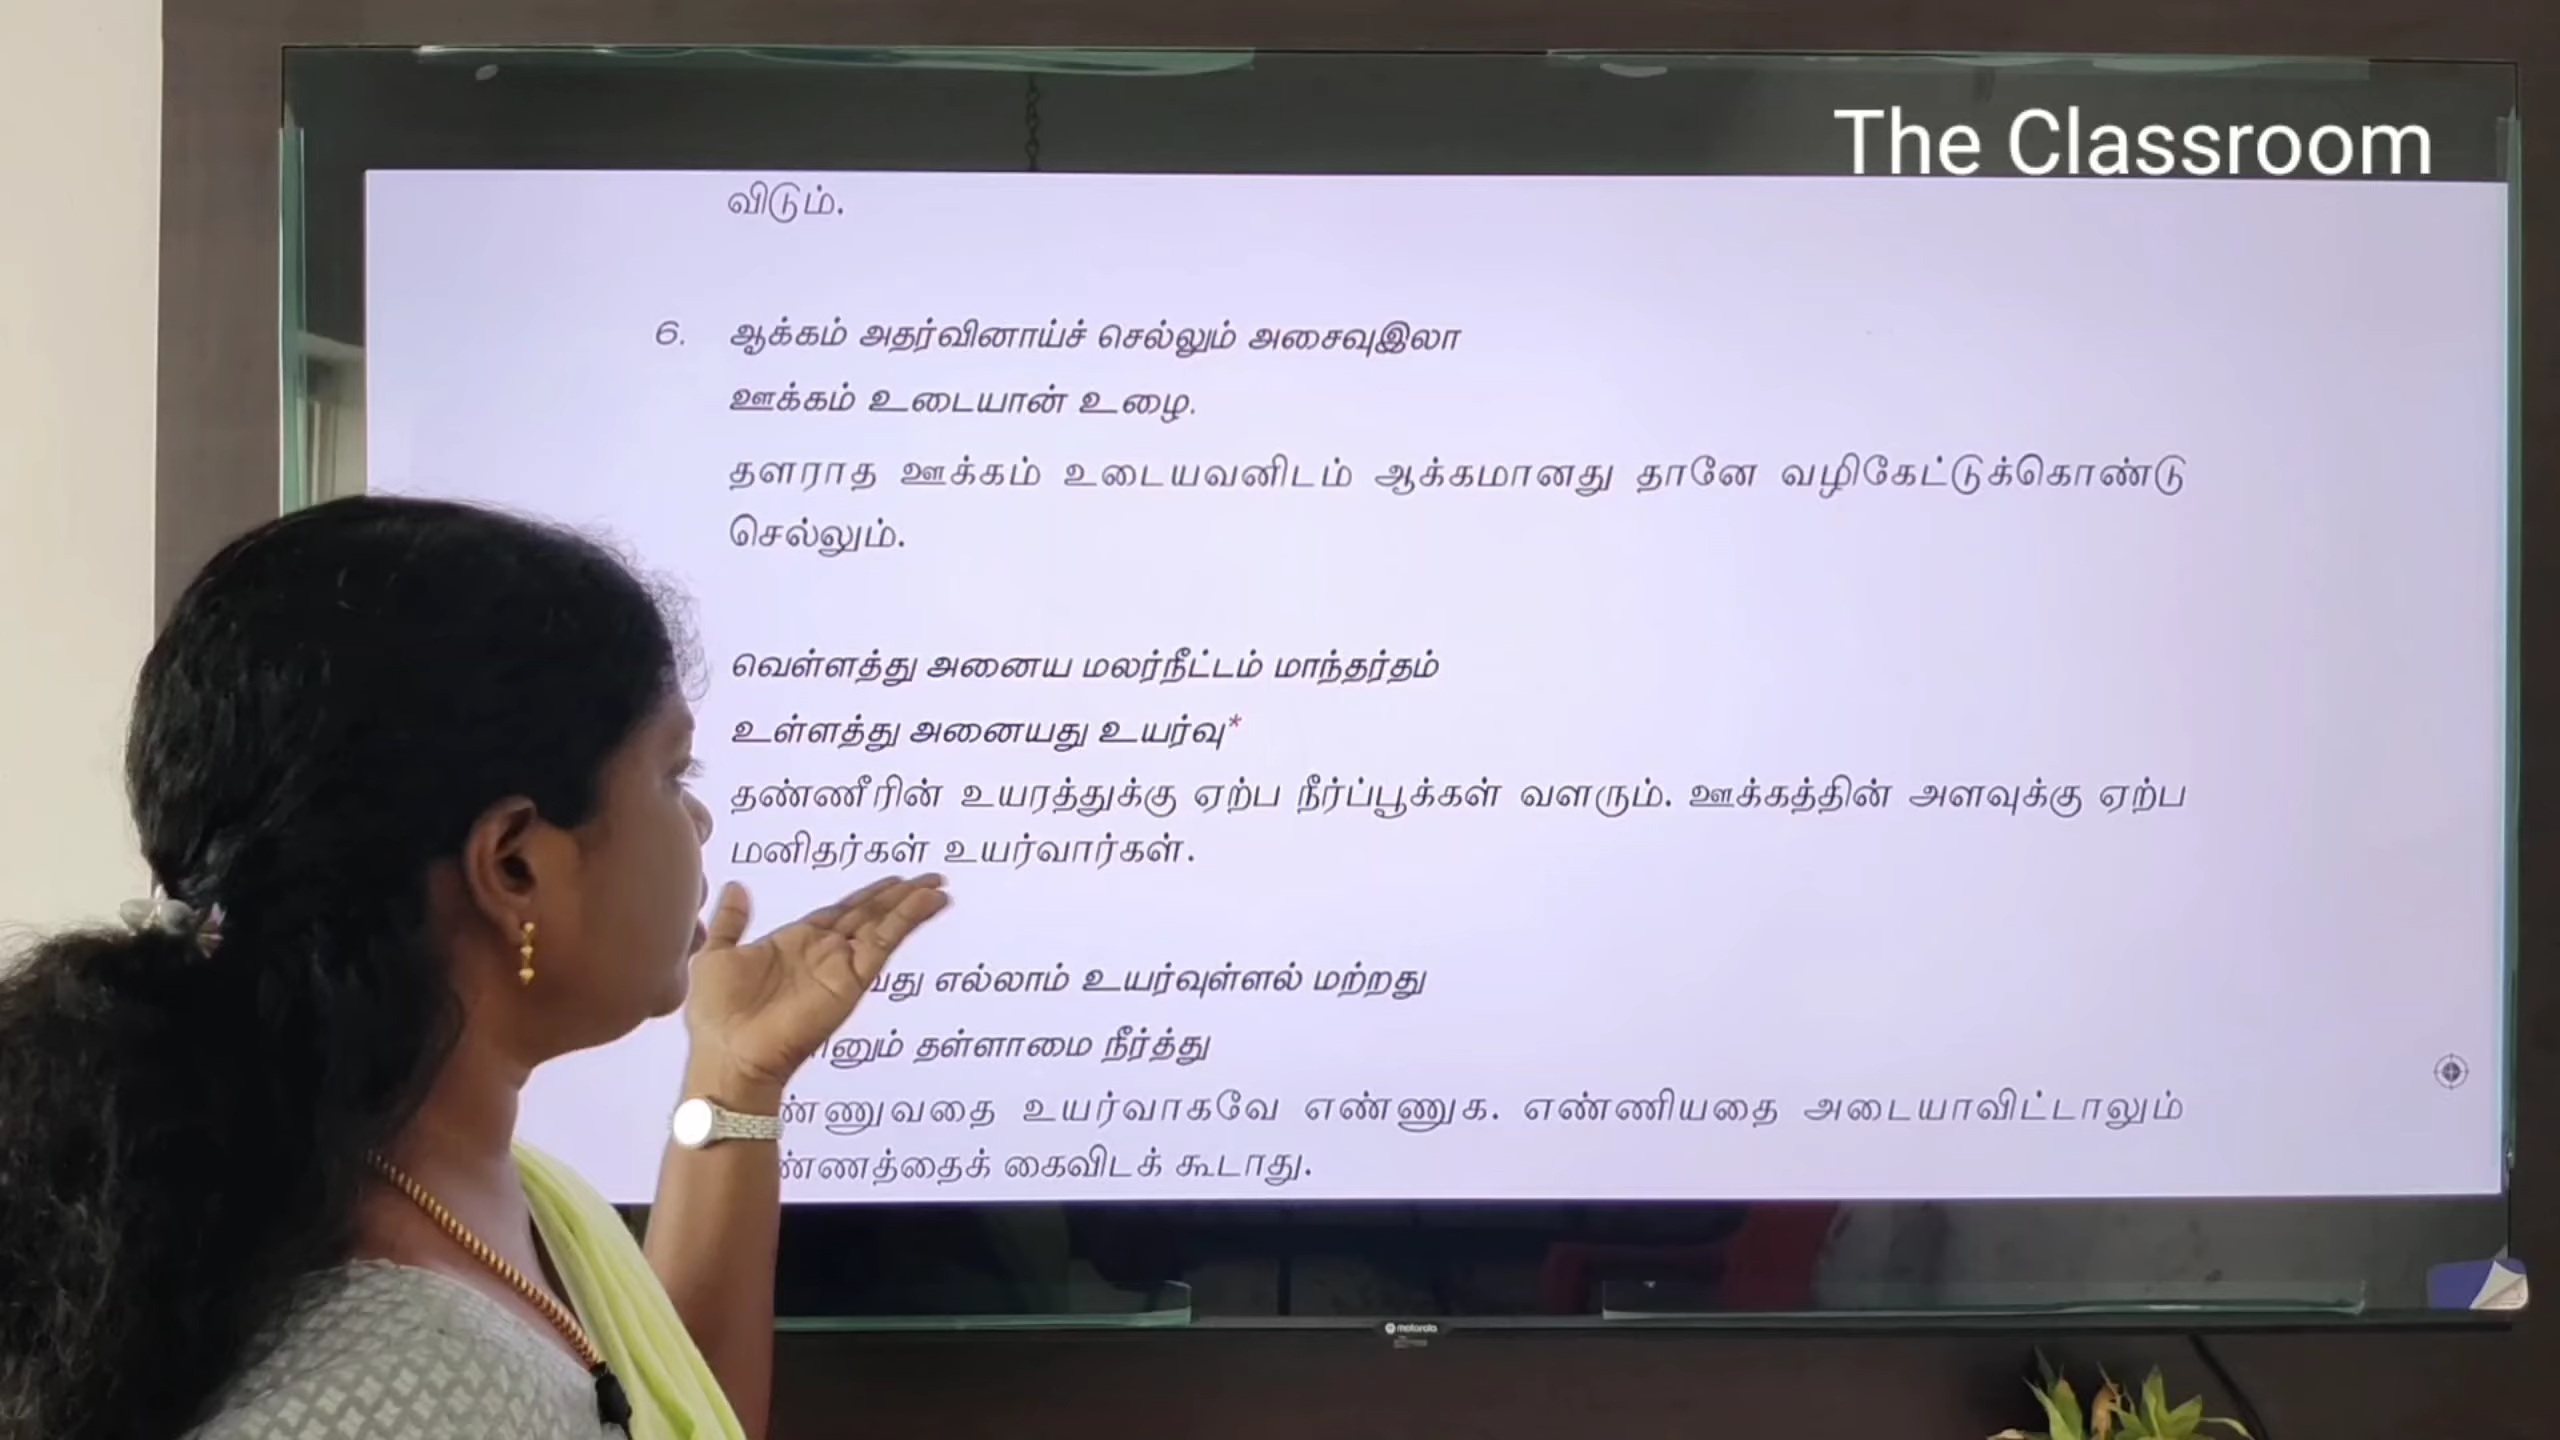 The Classroom
விடும்.
6. ஆக்கம் அதர்வினாய்ச் செல்லும் அசைவுஇலா
ஊக்கம் உடையான் உழை.
தளராத ஊக்கம் உடையவனிடம் ஆக்கமானது தானே வழிகேட்டுக்கொண்டு
செல்லும்.
வெள்ளத்து அனைய மலர்நீட்டம் மாந்தர்தம்
உள்ளத்து அனையது உயர்வு*
தண்ணீரின் உயரத்துக்கு ஏற்ப நீர்ப்பூக்கள் வளரும். ஊக்கத்தின் அளவுக்கு ஏற்ப
மனிதர்கள் உயர்வார்கள்.
எல்லாம் உயர்வுள்ளல் மற்றது
தள்ளாமை நீர்த்து
உயர்வாகவே எண்ணுக. எண்ணியதை அடையாவிட்டாலும்
கைவிடக் கூடாது.
motorola